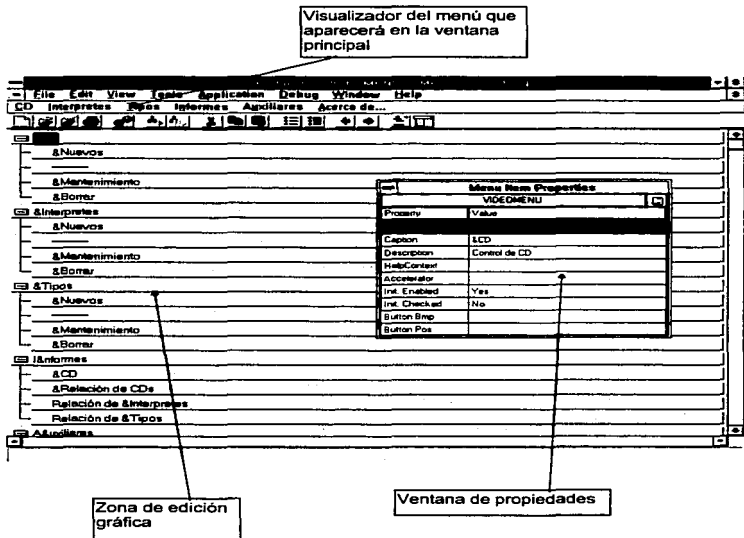 Visualizador del menú que
aparecerá en la ventana
principal
File Edit View Tools Application Debug Window Help
CD Interpretes Tipos Informes Auxiliares Acerca de...
&Nuevos
&Mantenimiento
&Borrar
&Interpretes
&Nuevos
&Mantenimiento
&Borrar
&Tipos
&Nuevos
&Mantenimiento
&Borrar
I&nformes
&CD
&Relación de CDs
Relación de &Interpretes
Relación de &Tipos
A&uxiliares
Menu Item Properties
VIDEOMENU
Property Value
Caption &CD
Description Control de CD
HelpContext
Accelerator
Init. Enabled Yes
Init. Checked No
Button Bmp
Button Pos
Zona de edición
gráfica
Ventana de propiedades